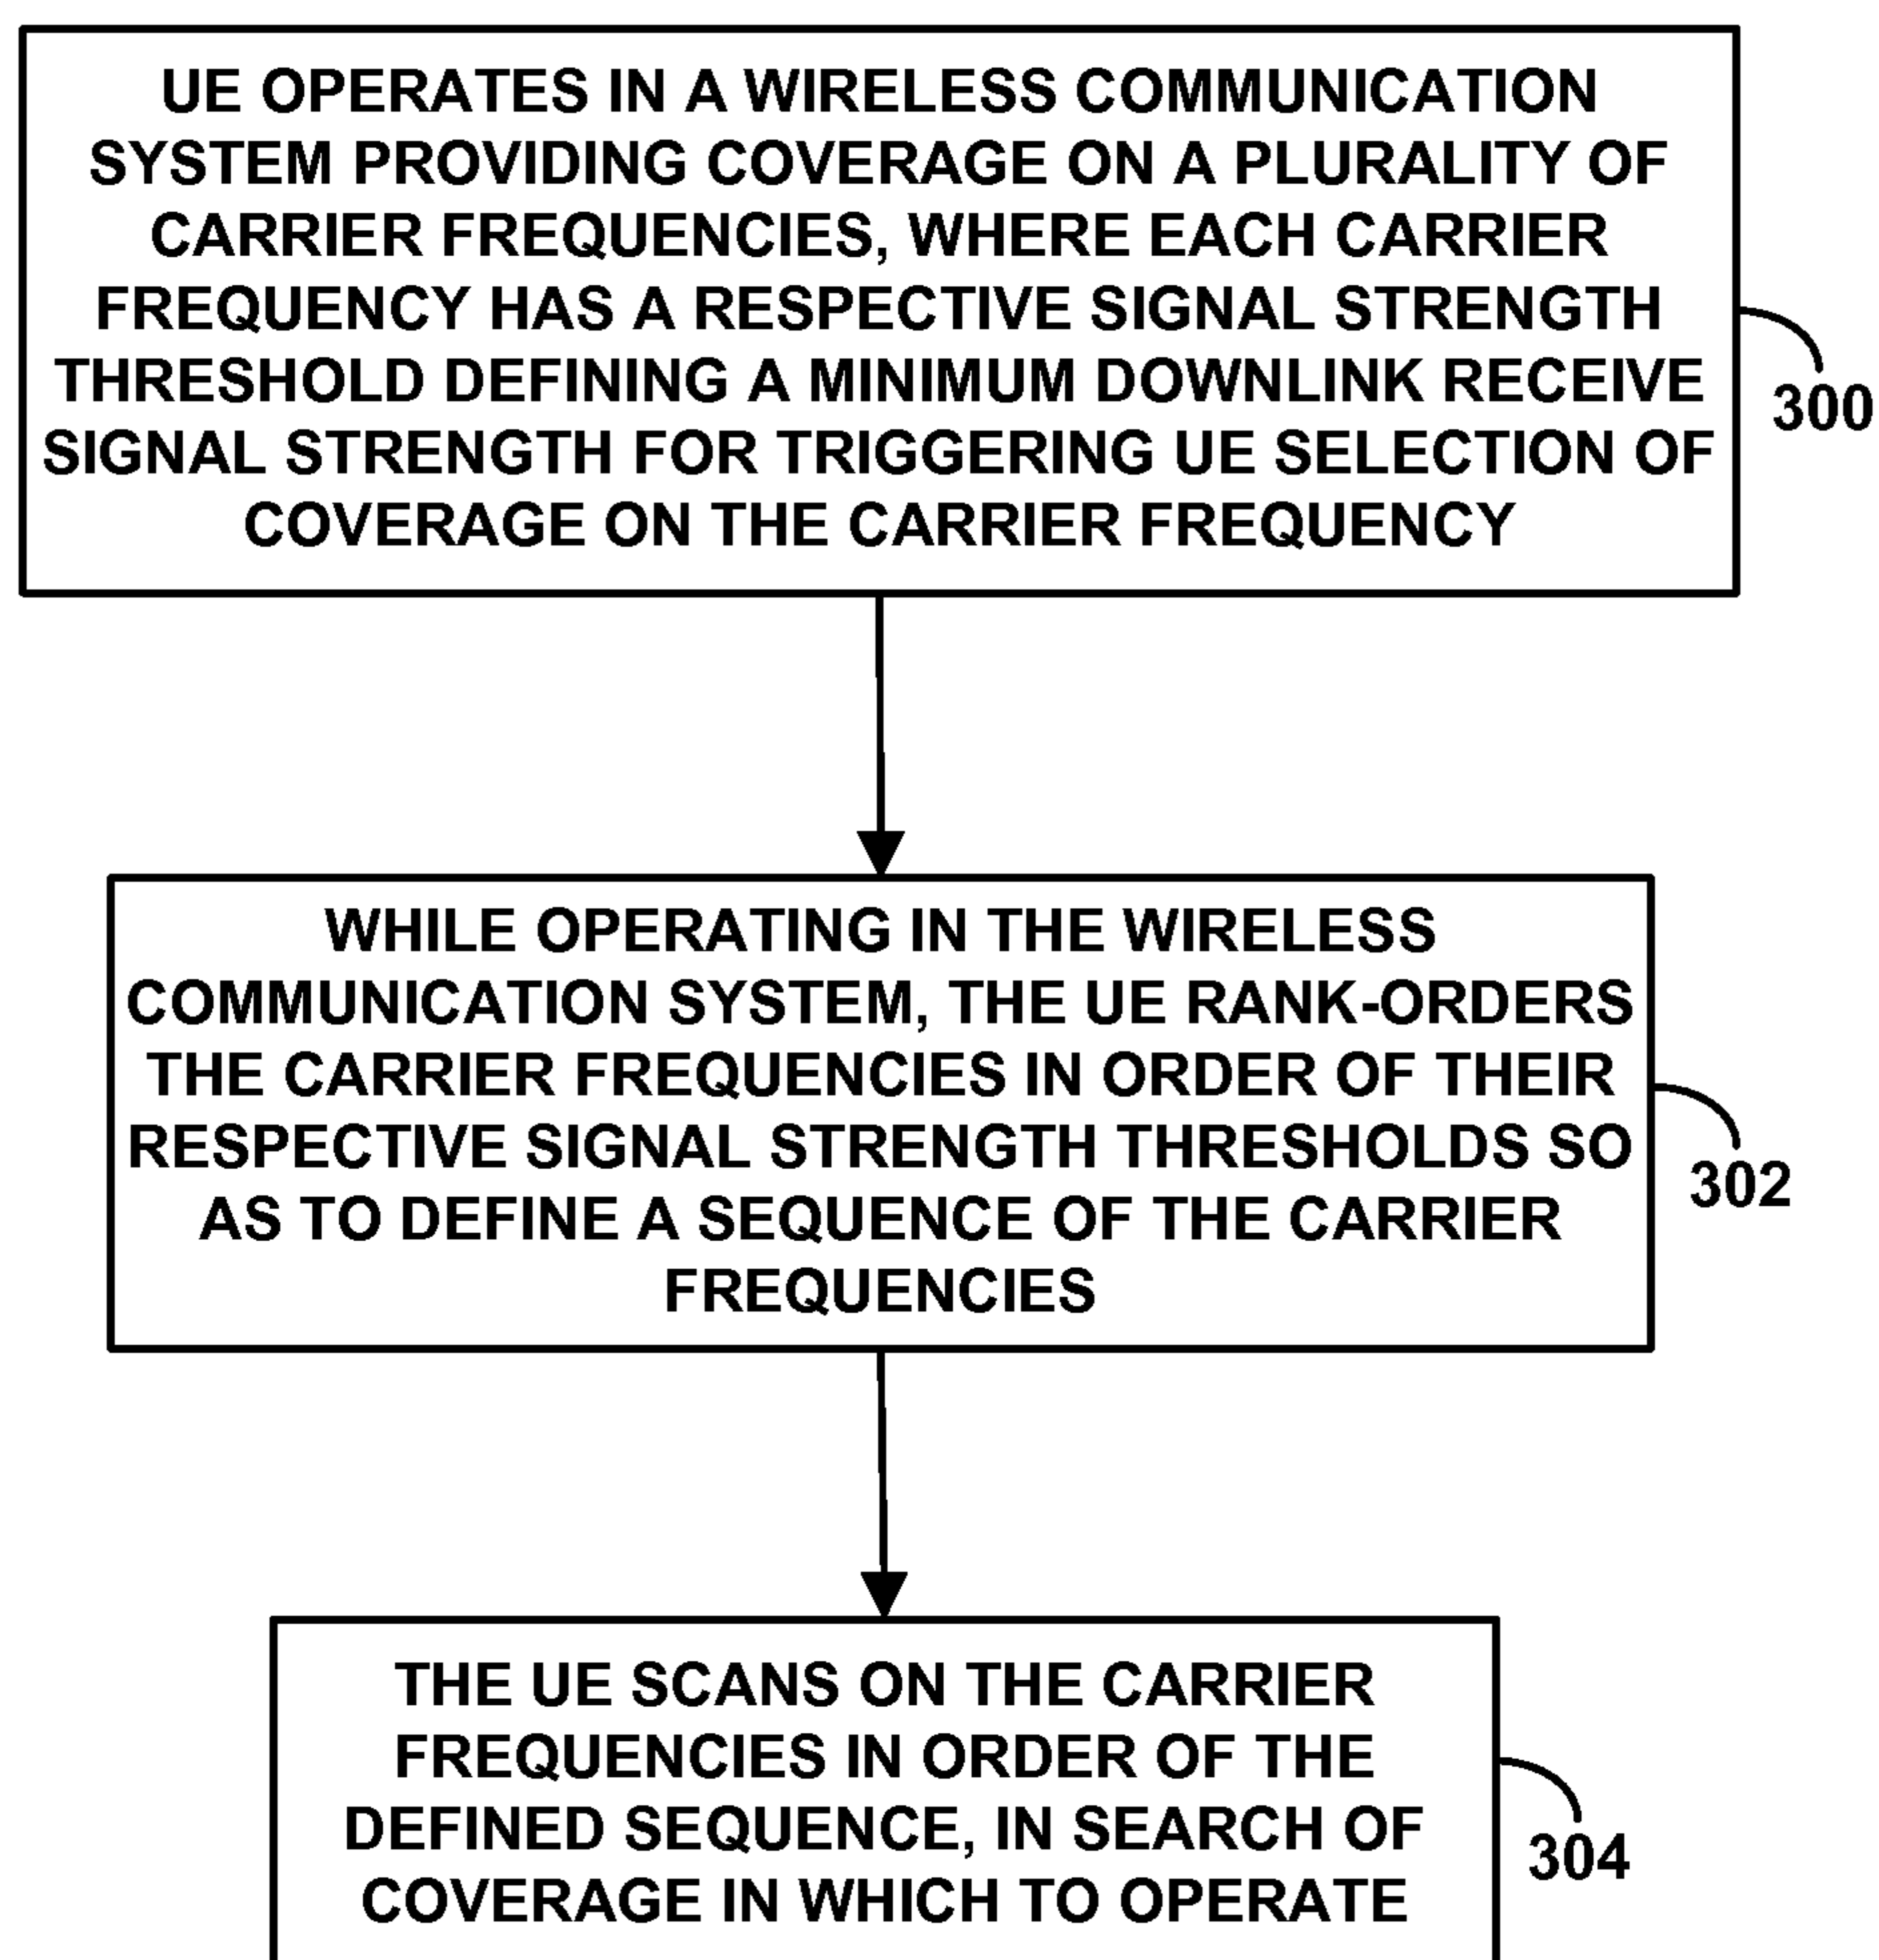 UE OPERATES IN A WIRELESS COMMUNICATION
SYSTEM PROVIDING COVERAGE ON A PLURALITY OF
CARRIER FREQUENCIES, WHERE EACH CARRIER
FREQUENCY HAS A RESPECTIVE SIGNAL STRENGTH
THRESHOLD DEFINING A MINIMUM DOWNLINK RECEIVE
SIGNAL STRENGTH FOR TRIGGERING UE SELECTION OF
COVERAGE ON THE CARRIER FREQUENCY
300
WHILE OPERATING IN THE WIRELESS
COMMUNICATION SYSTEM, THE UE RANK-ORDERS
THE CARRIER FREQUENCIES IN ORDER OF THEIR
RESPECTIVE SIGNAL STRENGTH THRESHOLDS SO
AS TO DEFINE A SEQUENCE OF THE CARRIER
FREQUENCIES
302
THE UE SCANS ON THE CARRIER
FREQUENCIES IN ORDER OF THE
DEFINED SEQUENCE, IN SEARCH OF
COVERAGE IN WHICH TO OPERATE
304